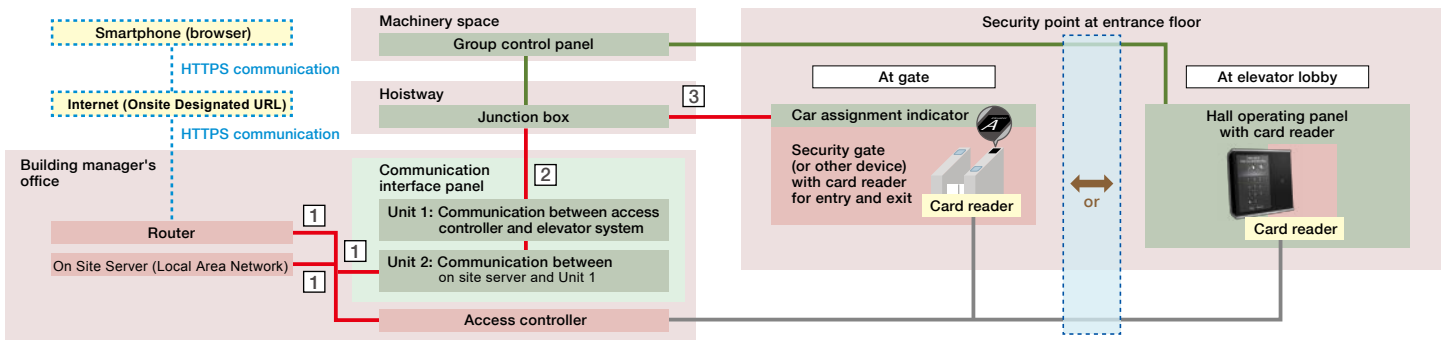 Smartphone (browser)
HTTPS communication
Internet (Onsite Designated URL)
HTTPS communication
Building manager's
office
Router
On Site Server (Local Area Network)
1
1
1
Machinery space
Group control panel
Hoistway
Junction box
3
2
Communication
interface panel
Unit 1: Communication between access
controller and elevator system
Unit 2: Communication between
on site server and Unit 1
Access controller
Security point at entrance floor
At gate
Car assignment indicator
A
Security gate
(or other device)
with card reader
for entry and exit
Card reader
or
At elevator lobby
Hall operating panel
with card reader
Card reader